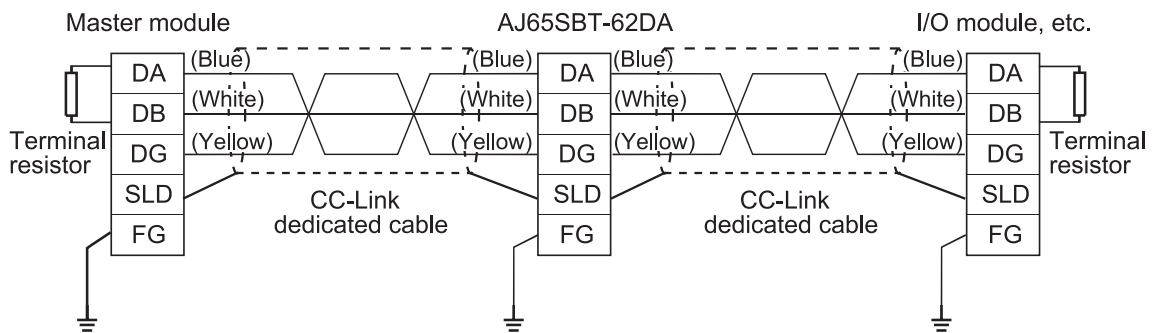 Master module
AJ65SBT-62DA
I/O module, etc.
DA (Blue) (Blue) DA (Blue) (Blue) DA
DB (White) (White) DB (White) (White) DB
DG (Yellow) (Yellow) DG (Yellow) (Yellow) DG
SLD SLD SLD
FG FG FG
Terminal
resistor
CC-Link
dedicated cable
CC-Link
dedicated cable
Terminal
resistor